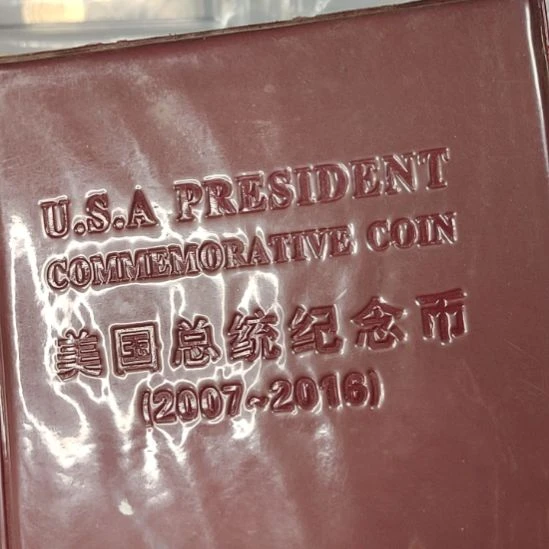 U.S.A PRESIDENT
COMMEMORATIVE COIN
美国总统纪念币
(2007~2016)